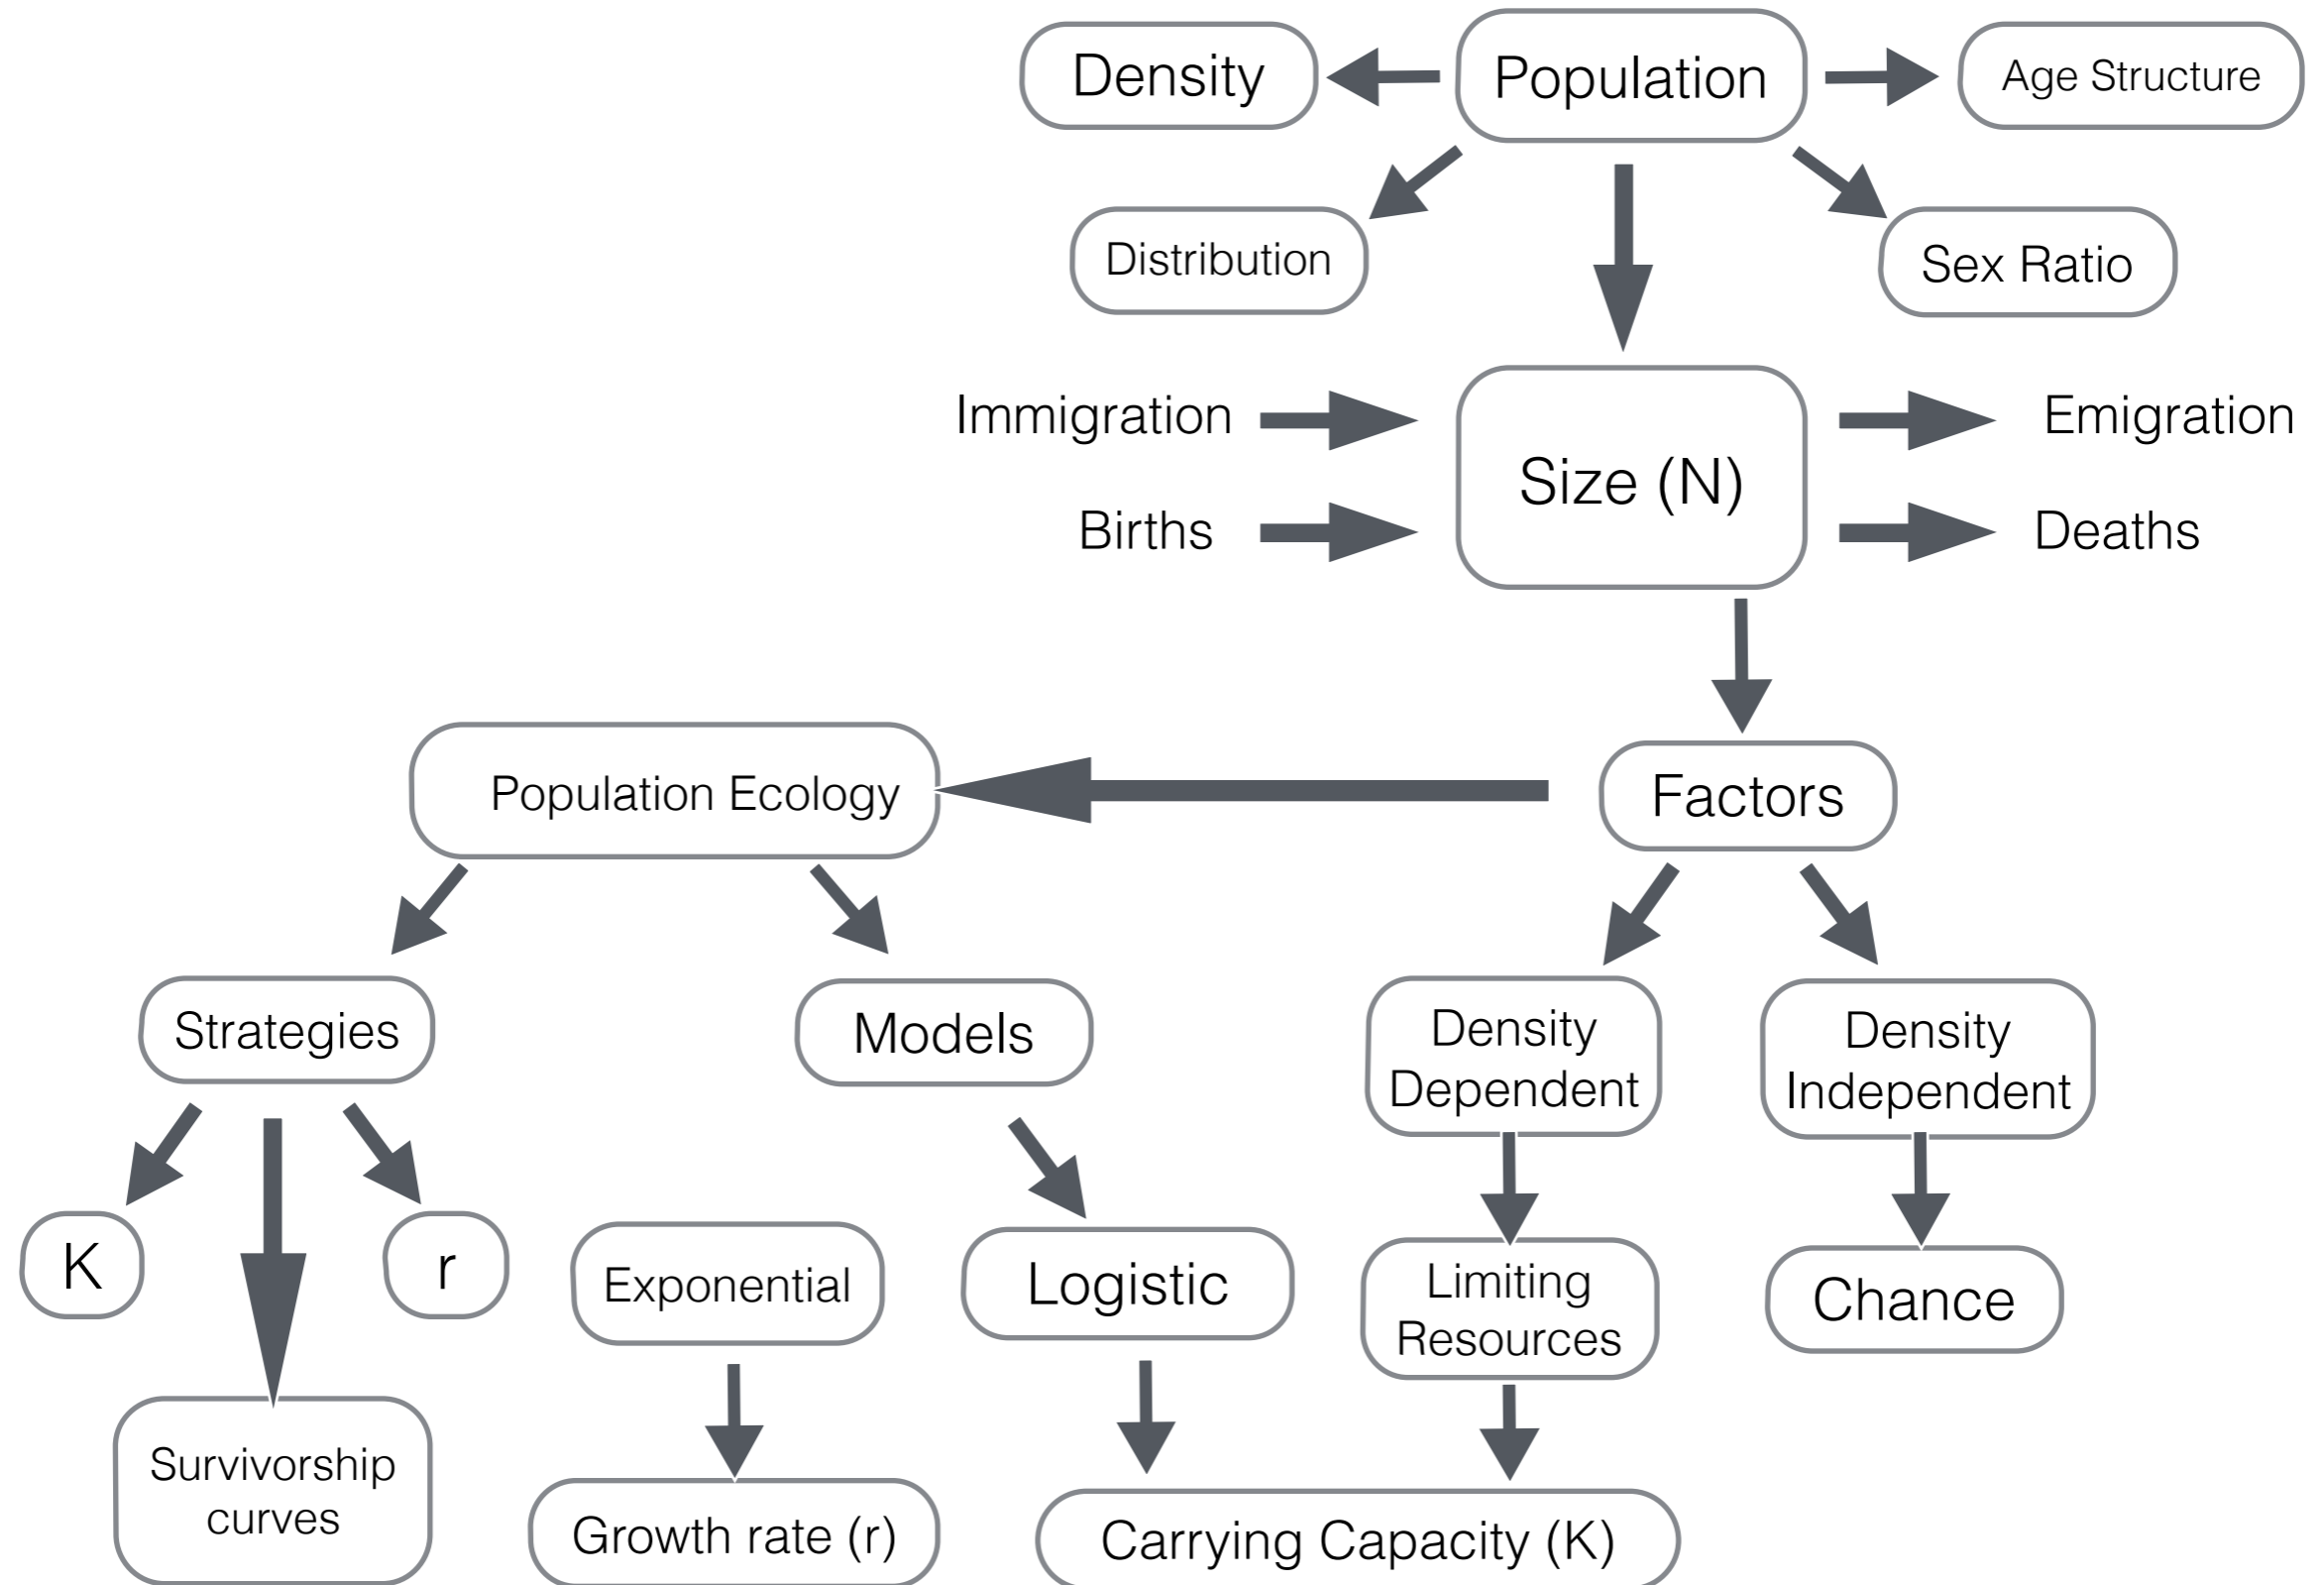 Density
Population
Age Structure
Distribution
Sex Ratio
Immigration
Emigration
Size (N)
Births
Deaths
Population Ecology
Factors
Strategies
Models
Density
Dependent
Density
Independent
K
r
Exponential
Logistic
Limiting
Resources
Chance
Survivorship
curves
Growth rate (r)
Carrying Capacity (K)